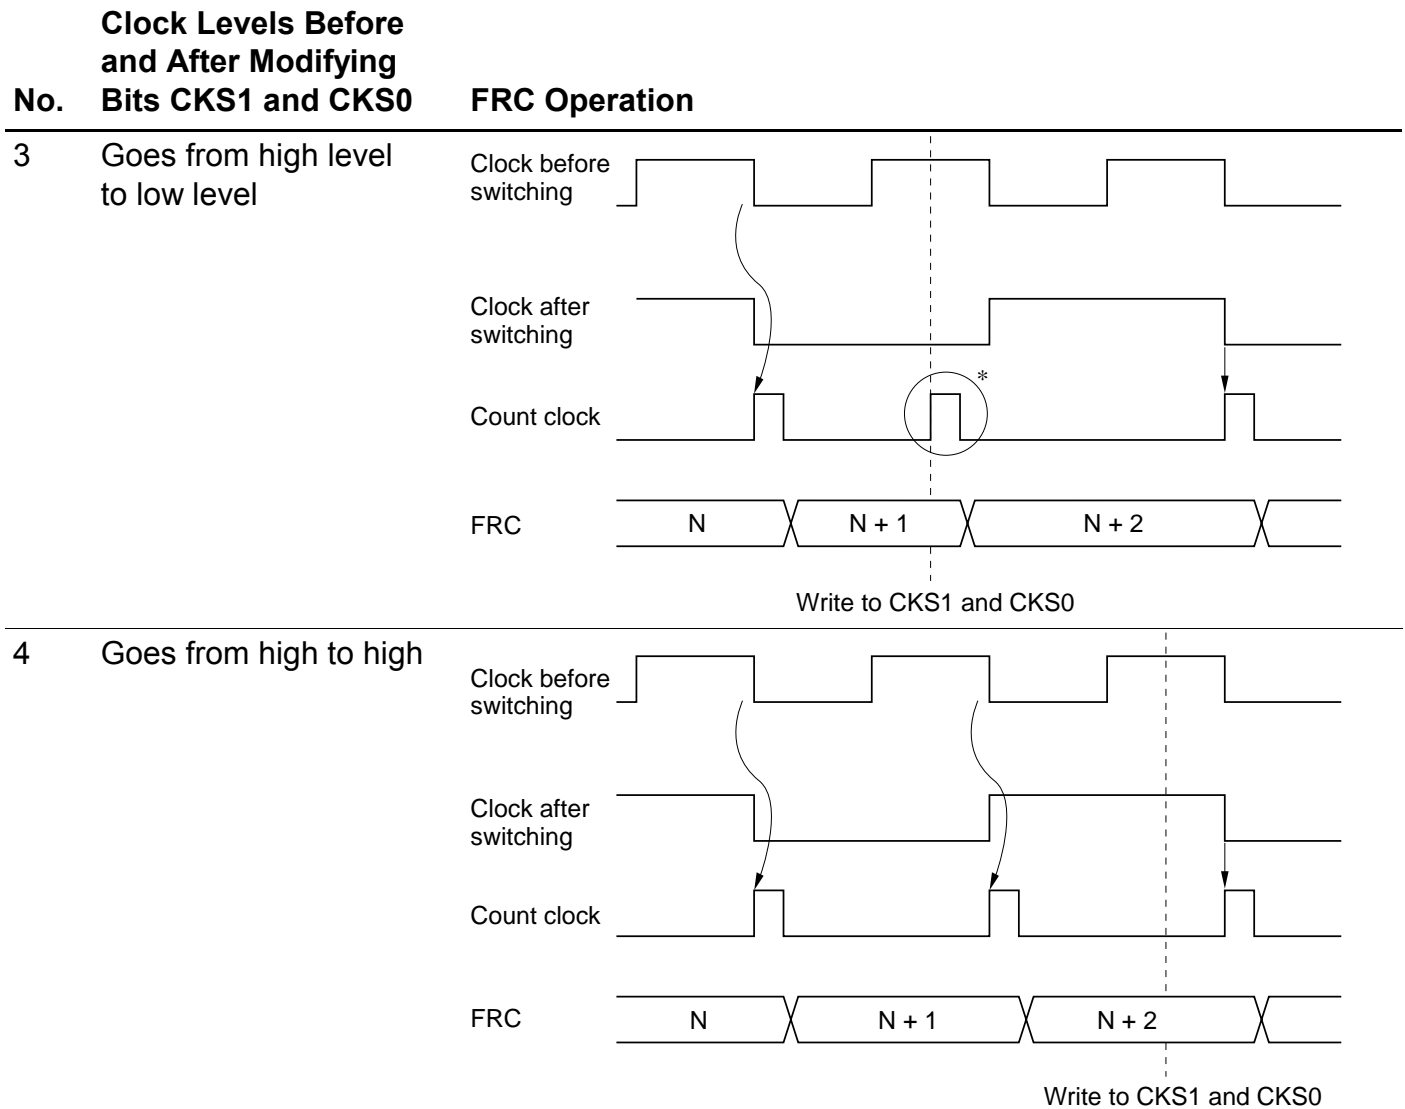 Clock Levels Before
and After Modifying
No. Bits CKS1 and CKS0 FRC Operation
3 Goes from high level
to low level
Clock before
switching
Clock after
switching
*
Count clock
FRC N N + 1 N + 2
Write to CKS1 and CKS0
4 Goes from high to high
Clock before
switching
Clock after
switching
Count clock
FRC N N + 1 N + 2
Write to CKS1 and CKS0